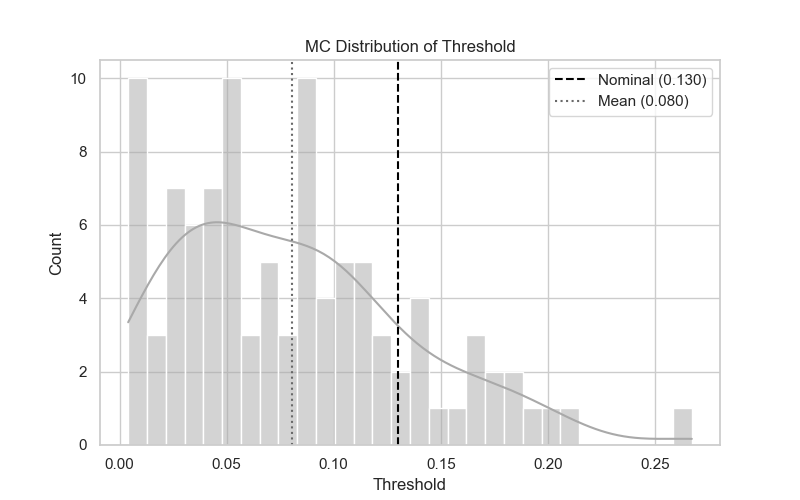 MC Distribution of Threshold
Nominal (0.130)
Mean (0.080)
Count
10
8
6
4
2
0
0.00 0.05 0.10 0.15 0.20 0.25
Threshold